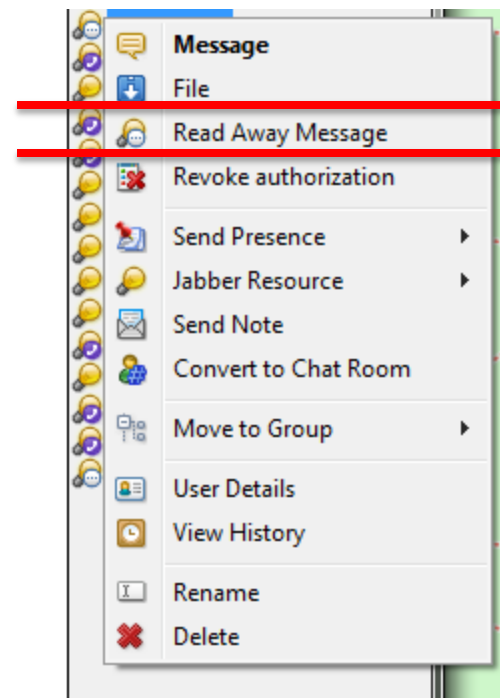 Message
File
Read Away Message
Revoke authorization
Send Presence
Jabber Resource
Send Note
Convert to Chat Room
Move to Group
User Details
View History
Rename
Delete